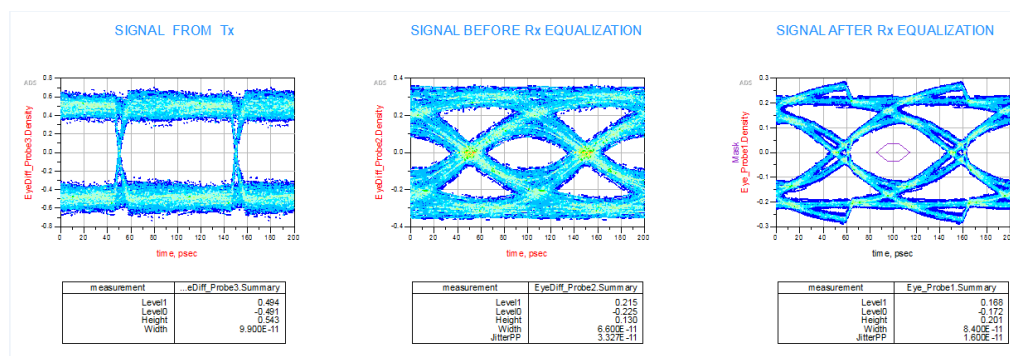 SIGNAL FROM Tx
SIGNAL BEFORE Rx EQUALIZATION
SIGNAL AFTER Rx EQUALIZATION
ADS
EyeDiff_Probe3.Density
0.8
0.6
0.4
0.2
0.0
-0.2
-0.4
-0.6
-0.8
0 20 40 60 80 100 120 140 160 180 200
time, psec
ADS
EyeDiff_Probe2.Density
0.4
0.2
0.0
-0.2
-0.4
0 20 40 60 80 100 120 140 160 180 200
time, psec
ADS
Mask
Eye_Probe1.Density
0.3
0.2
0.1
0.0
-0.1
-0.2
-0.3
0 20 40 60 80 100 120 140 160 180 200
time, psec
measurement ...eDiff_Probe3.Summary
Level1 0.494
Level0 -0.491
Height 0.543
Width 9.900E-11
measurement EyeDiff_Probe2.Summary
Level1 0.215
Level0 -0.225
Height 0.130
Width 6.600E-11
JitterPP 3.327E-11
measurement Eye_Probe1.Summary
Level1 0.168
Level0 -0.172
Height 0.201
Width 8.400E-11
JitterPP 1.600E-11